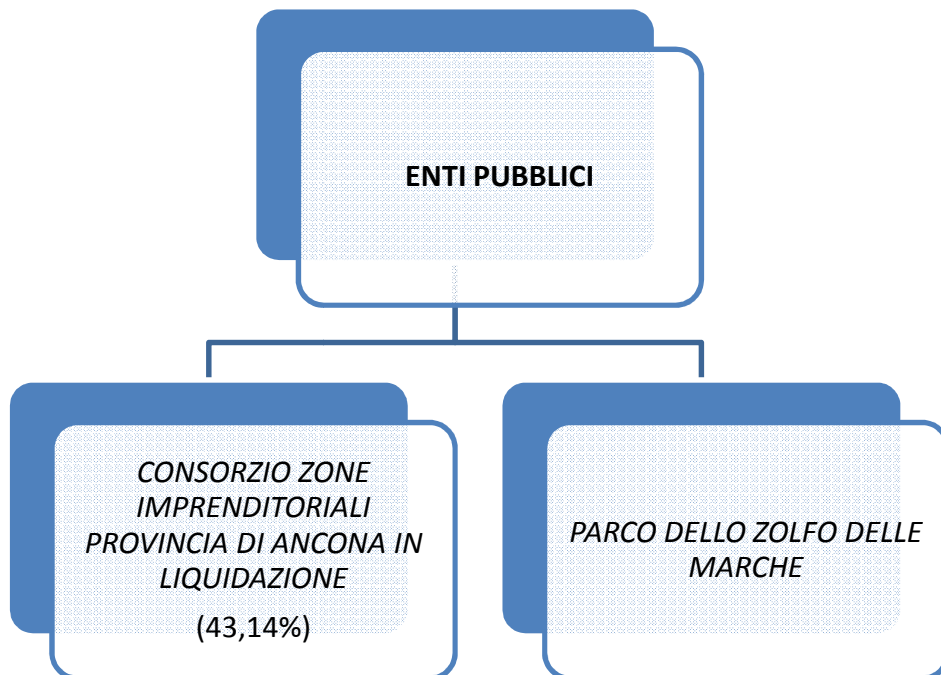 ENTI PUBBLICI
CONSORZIO ZONE
IMPRENDITORIALI
PROVINCIA DI ANCONA IN
LIQUIDAZIONE
(43,14%)
PARCO DELLO ZOLFO DELLE
MARCHE